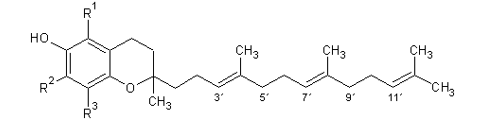 R1
HO
CH3 CH3 CH3
R2
O
CH3
3′ 5′ 7′ 9′ 11′
CH3
R3